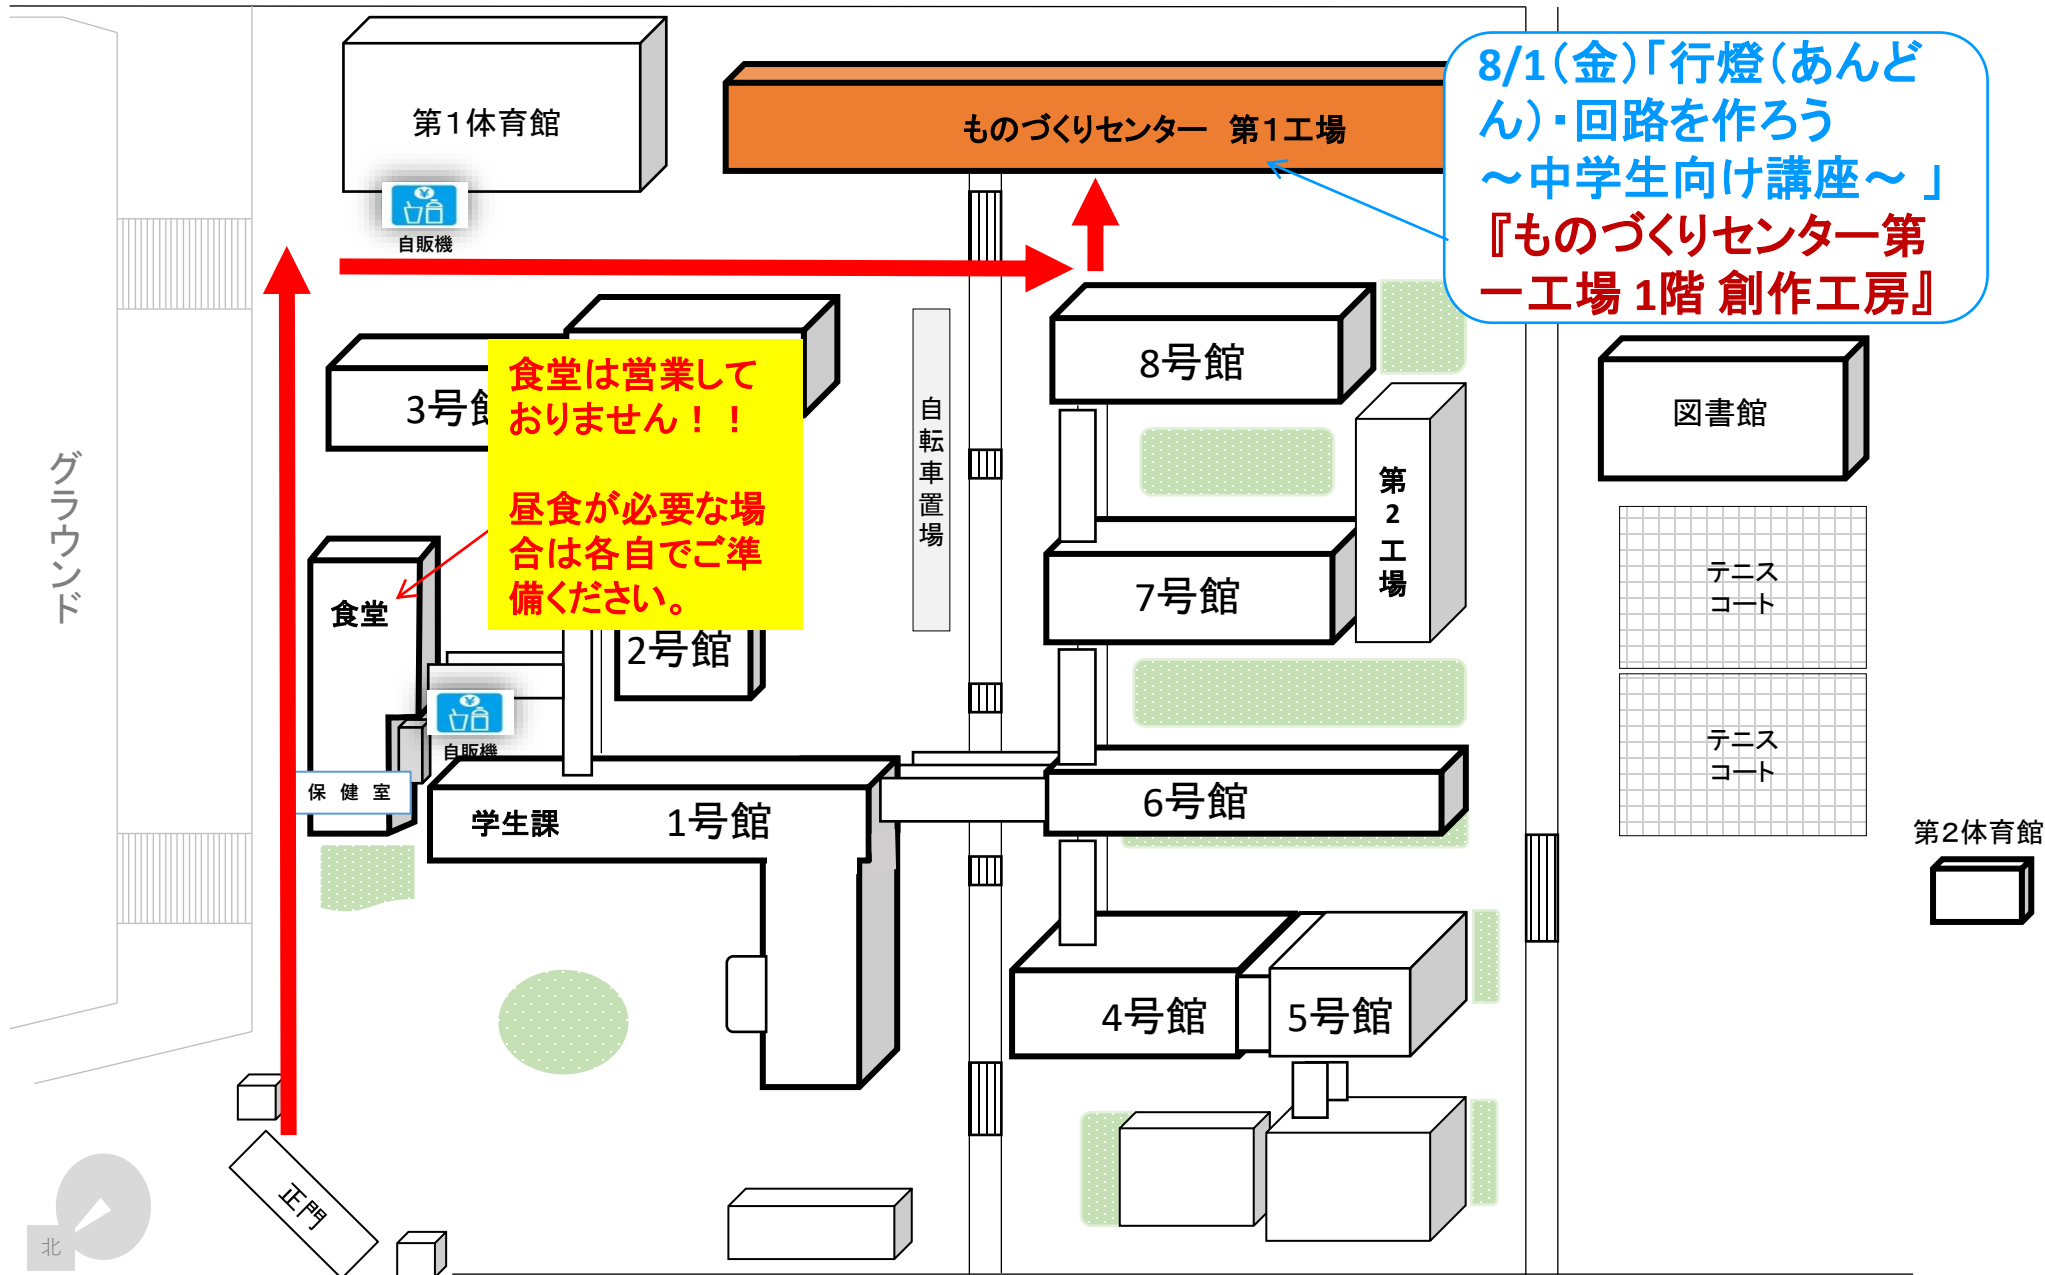 第1体育館
自販機
ものづくりセンター 第1工場
8/1(金)「行燈(あんど
ん)・回路を作ろう
～中学生向け講座～ 」
『ものづくりセンター第
一工場 1階 創作工房』
8号館
図書館
3号館
食堂は営業して
おりません！！
昼食が必要な場
合は各自でご準
備ください。
自転車置場
第2工場
グラウンド
7号館
テニス
コート
食堂
2号館
自販機
テニス
コート
保 健 室
学生課
1号館
6号館
第2体育館
4号館
5号館
正門
北